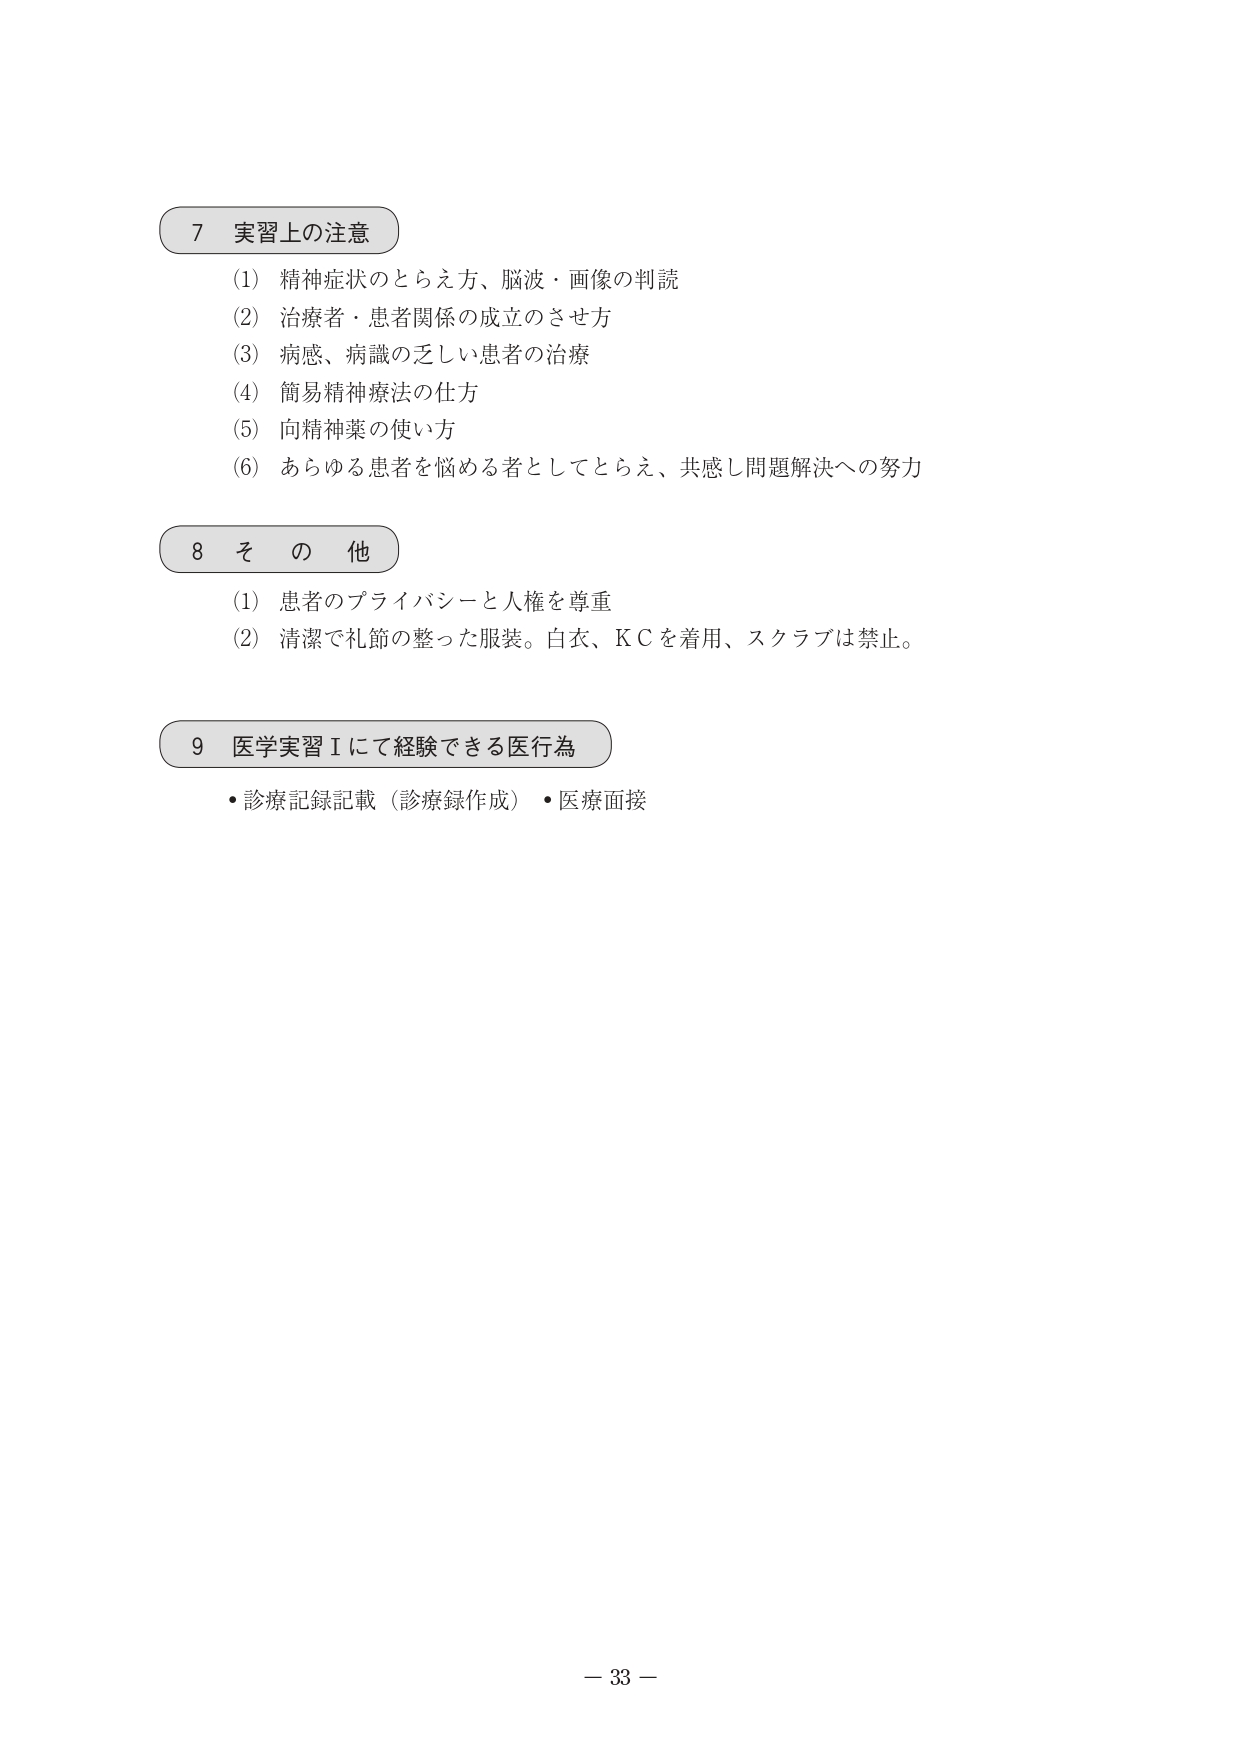 7　実習上の注意
(1)　精神症状のとらえ方、脳波・画像の判読
(2)　治療者・患者関係の成立のさせ方
(3)　病感、病識の乏しい患者の治療
(4)　簡易精神療法の仕方
(5)　向精神薬の使い方
(6)　あらゆる患者を悩める者としてとらえ、共感し問題解決への努力
8　そ　の　他
(1)　患者のプライバシーと人権を尊重
(2)　清潔で礼節の整った服装。白衣、ＫＣを着用、スクラブは禁止。
9　医学実習Ⅰにて経験できる医行為
•診療記録記載（診療録作成）　•医療面接
― 33 ―